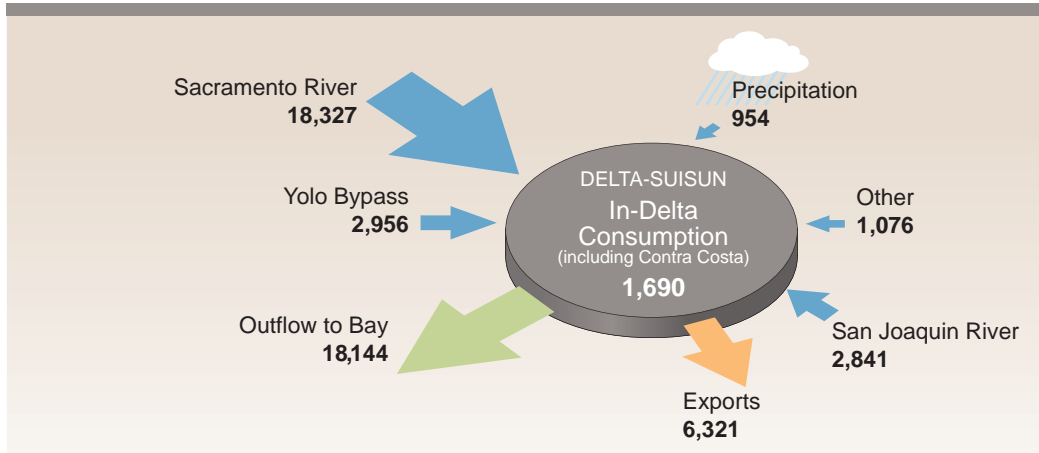 Sacramento River
18,327
Precipitation
954
Yolo Bypass
2,956
DELTA-SUISUN
In-Delta
Consumption
(including Contra Costa)
1,690
Other
1,076
Outflow to Bay
18,144
San Joaquin River
2,841
Exports
6,321